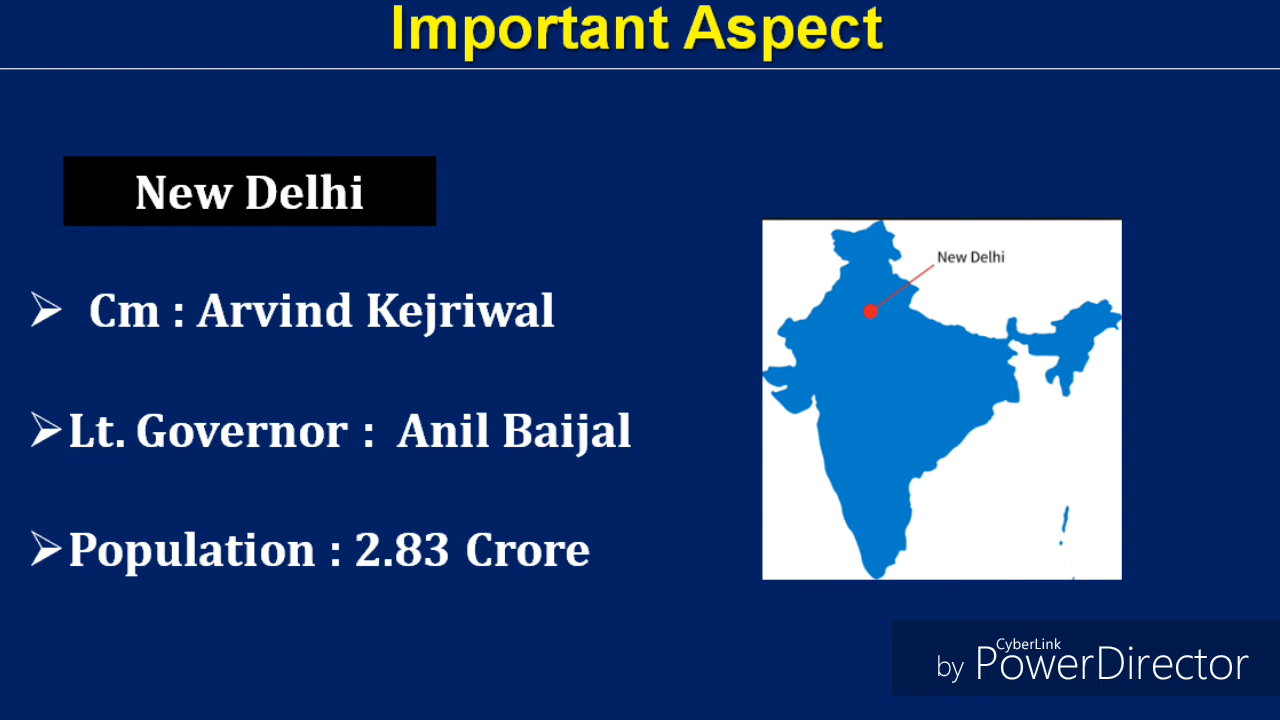 Important Aspect
New Delhi
➢ Cm : Arvind Kejriwal
➢Lt. Governor : Anil Baijal
➢Population : 2.83 Crore
New Delhi
CyberLink
by PowerDirector